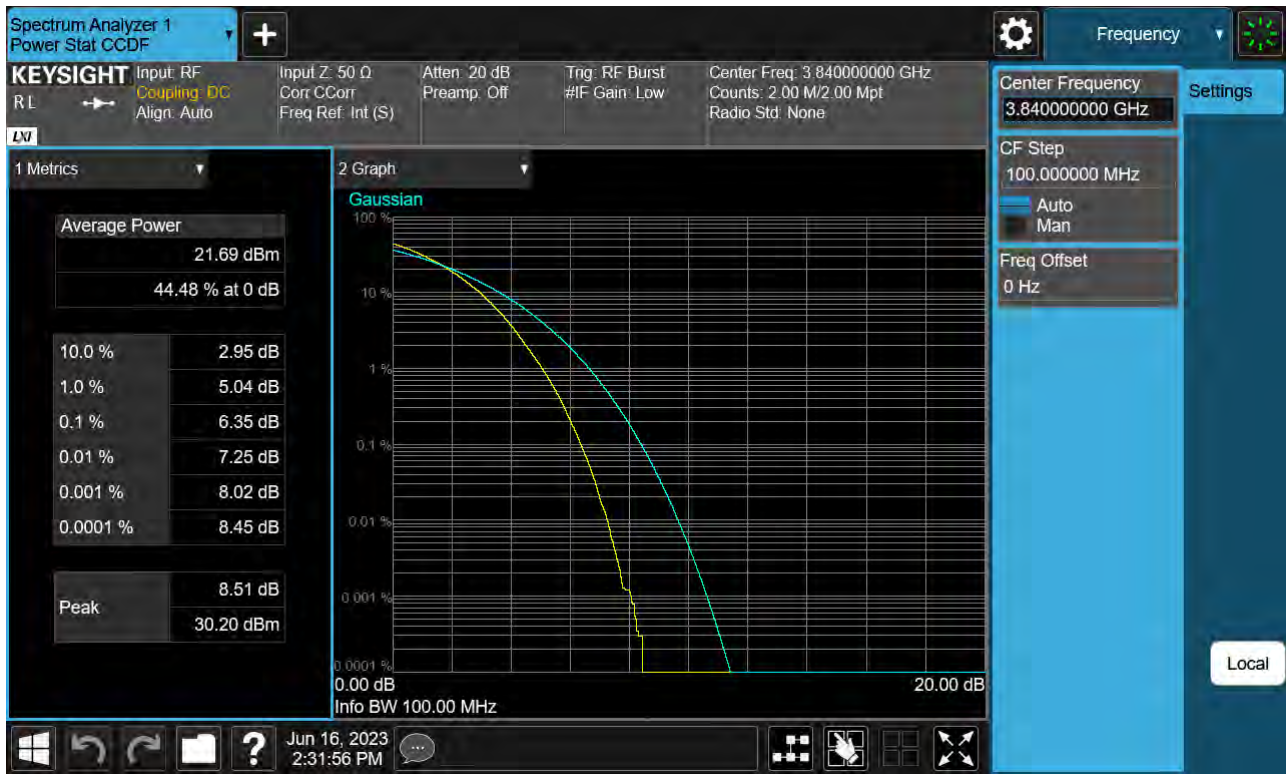 Spectrum Analyzer 1
Power Stat CCDF
+
Frequency
KEYSIGHT
RL
LXI
Input: RF
Coupling: DC
Align: Auto
Input Z: 50 Ω
Corr CCorr
Freq Ref: Int (S)
Atten: 20 dB
Preamp: Off
Trig: RF Burst
#IF Gain: Low
Center Freq: 3.840000000 GHz
Counts: 2.00 M/2.00 Mpt
Radio Std: None
Center Frequency
3.840000000 GHz
Settings
CF Step
100.000000 MHz
Auto
Man
Freq Offset
0 Hz
1 Metrics
Average Power
21.69 dBm
44.48 % at 0 dB
10.0 % 2.95 dB
1.0 % 5.04 dB
0.1 % 6.35 dB
0.01 % 7.25 dB
0.001 % 8.02 dB
0.0001 % 8.45 dB
Peak
8.51 dB
30.20 dBm
2 Graph
Gaussian
100 %
10 %
1 %
0.1 %
0.01 %
0.001 %
0.0001 %
0.00 dB 20.00 dB
Info BW 100.00 MHz
Local
?
Jun 16, 2023
2:31:56 PM